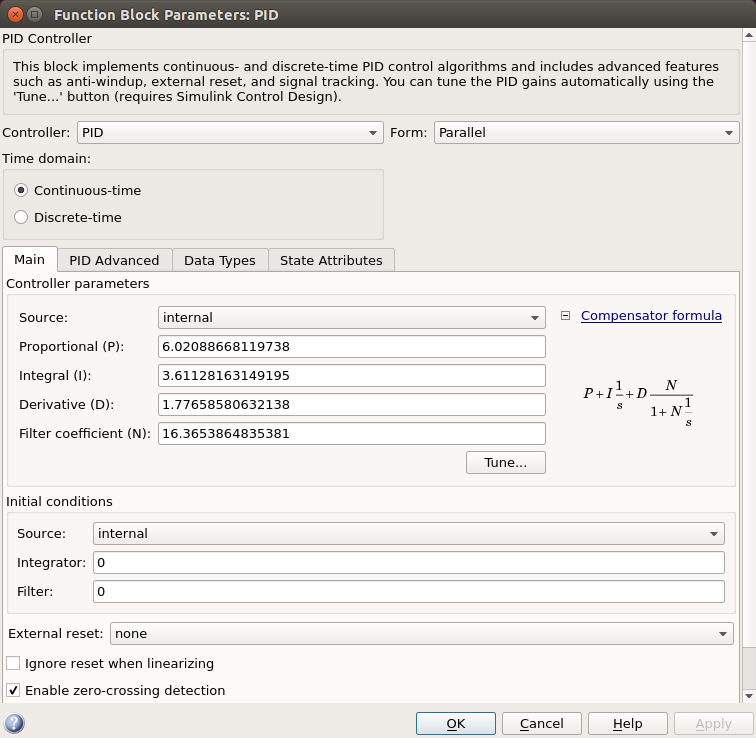 Function Block Parameters: PID
PID Controller
This block implements continuous- and discrete-time PID control algorithms and includes advanced features
such as anti-windup, external reset, and signal tracking. You can tune the PID gains automatically using the
'Tune...' button (requires Simulink Control Design).
Controller: PID Form: Parallel
Time domain:
Continuous-time
Discrete-time
Main PID Advanced Data Types State Attributes
Controller parameters
Source: internal Compensator formula
Proportional (P): 6.02088668119738
Integral (I): 3.61128163149195
Derivative (D): 1.77658580632138
P+I 1/s + D N/(1+N 1/s)
Filter coefficient (N): 16.3653864835381
Tune...
Initial conditions
Source: internal
Integrator: 0
Filter: 0
External reset: none
Ignore reset when linearizing
Enable zero-crossing detection
? OK Cancel Help Apply